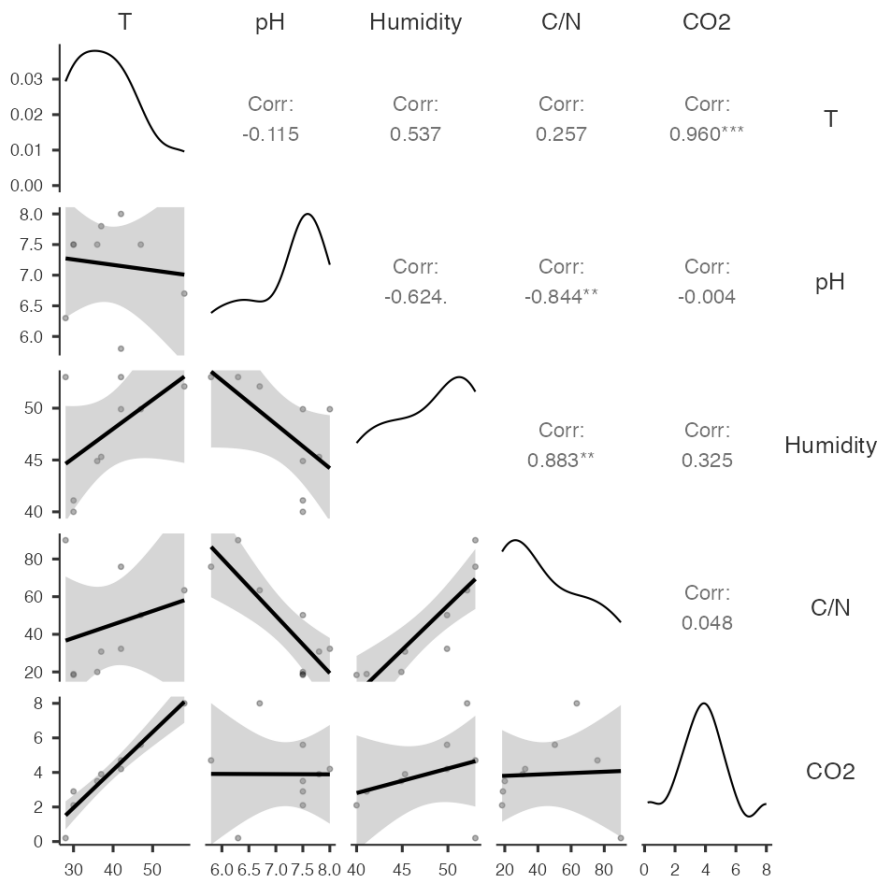 T pH Humidity C/N CO2
0.03
0.02
0.01
0.00
Corr:
-0.115
Corr:
0.537
Corr:
0.257
Corr:
0.960***
T
8.0
7.5
7.0
6.5
6.0
Corr:
-0.624.
Corr:
-0.844**
Corr:
-0.004
pH
50
45
40
Corr:
0.883**
Corr:
0.325
Humidity
80
60
40
20
Corr:
0.048
C/N
8
6
4
2
0
CO2
30 40 50
6.0 6.5 7.0 7.5 8.0
40 45 50
20 40 60 80
0 2 4 6 8